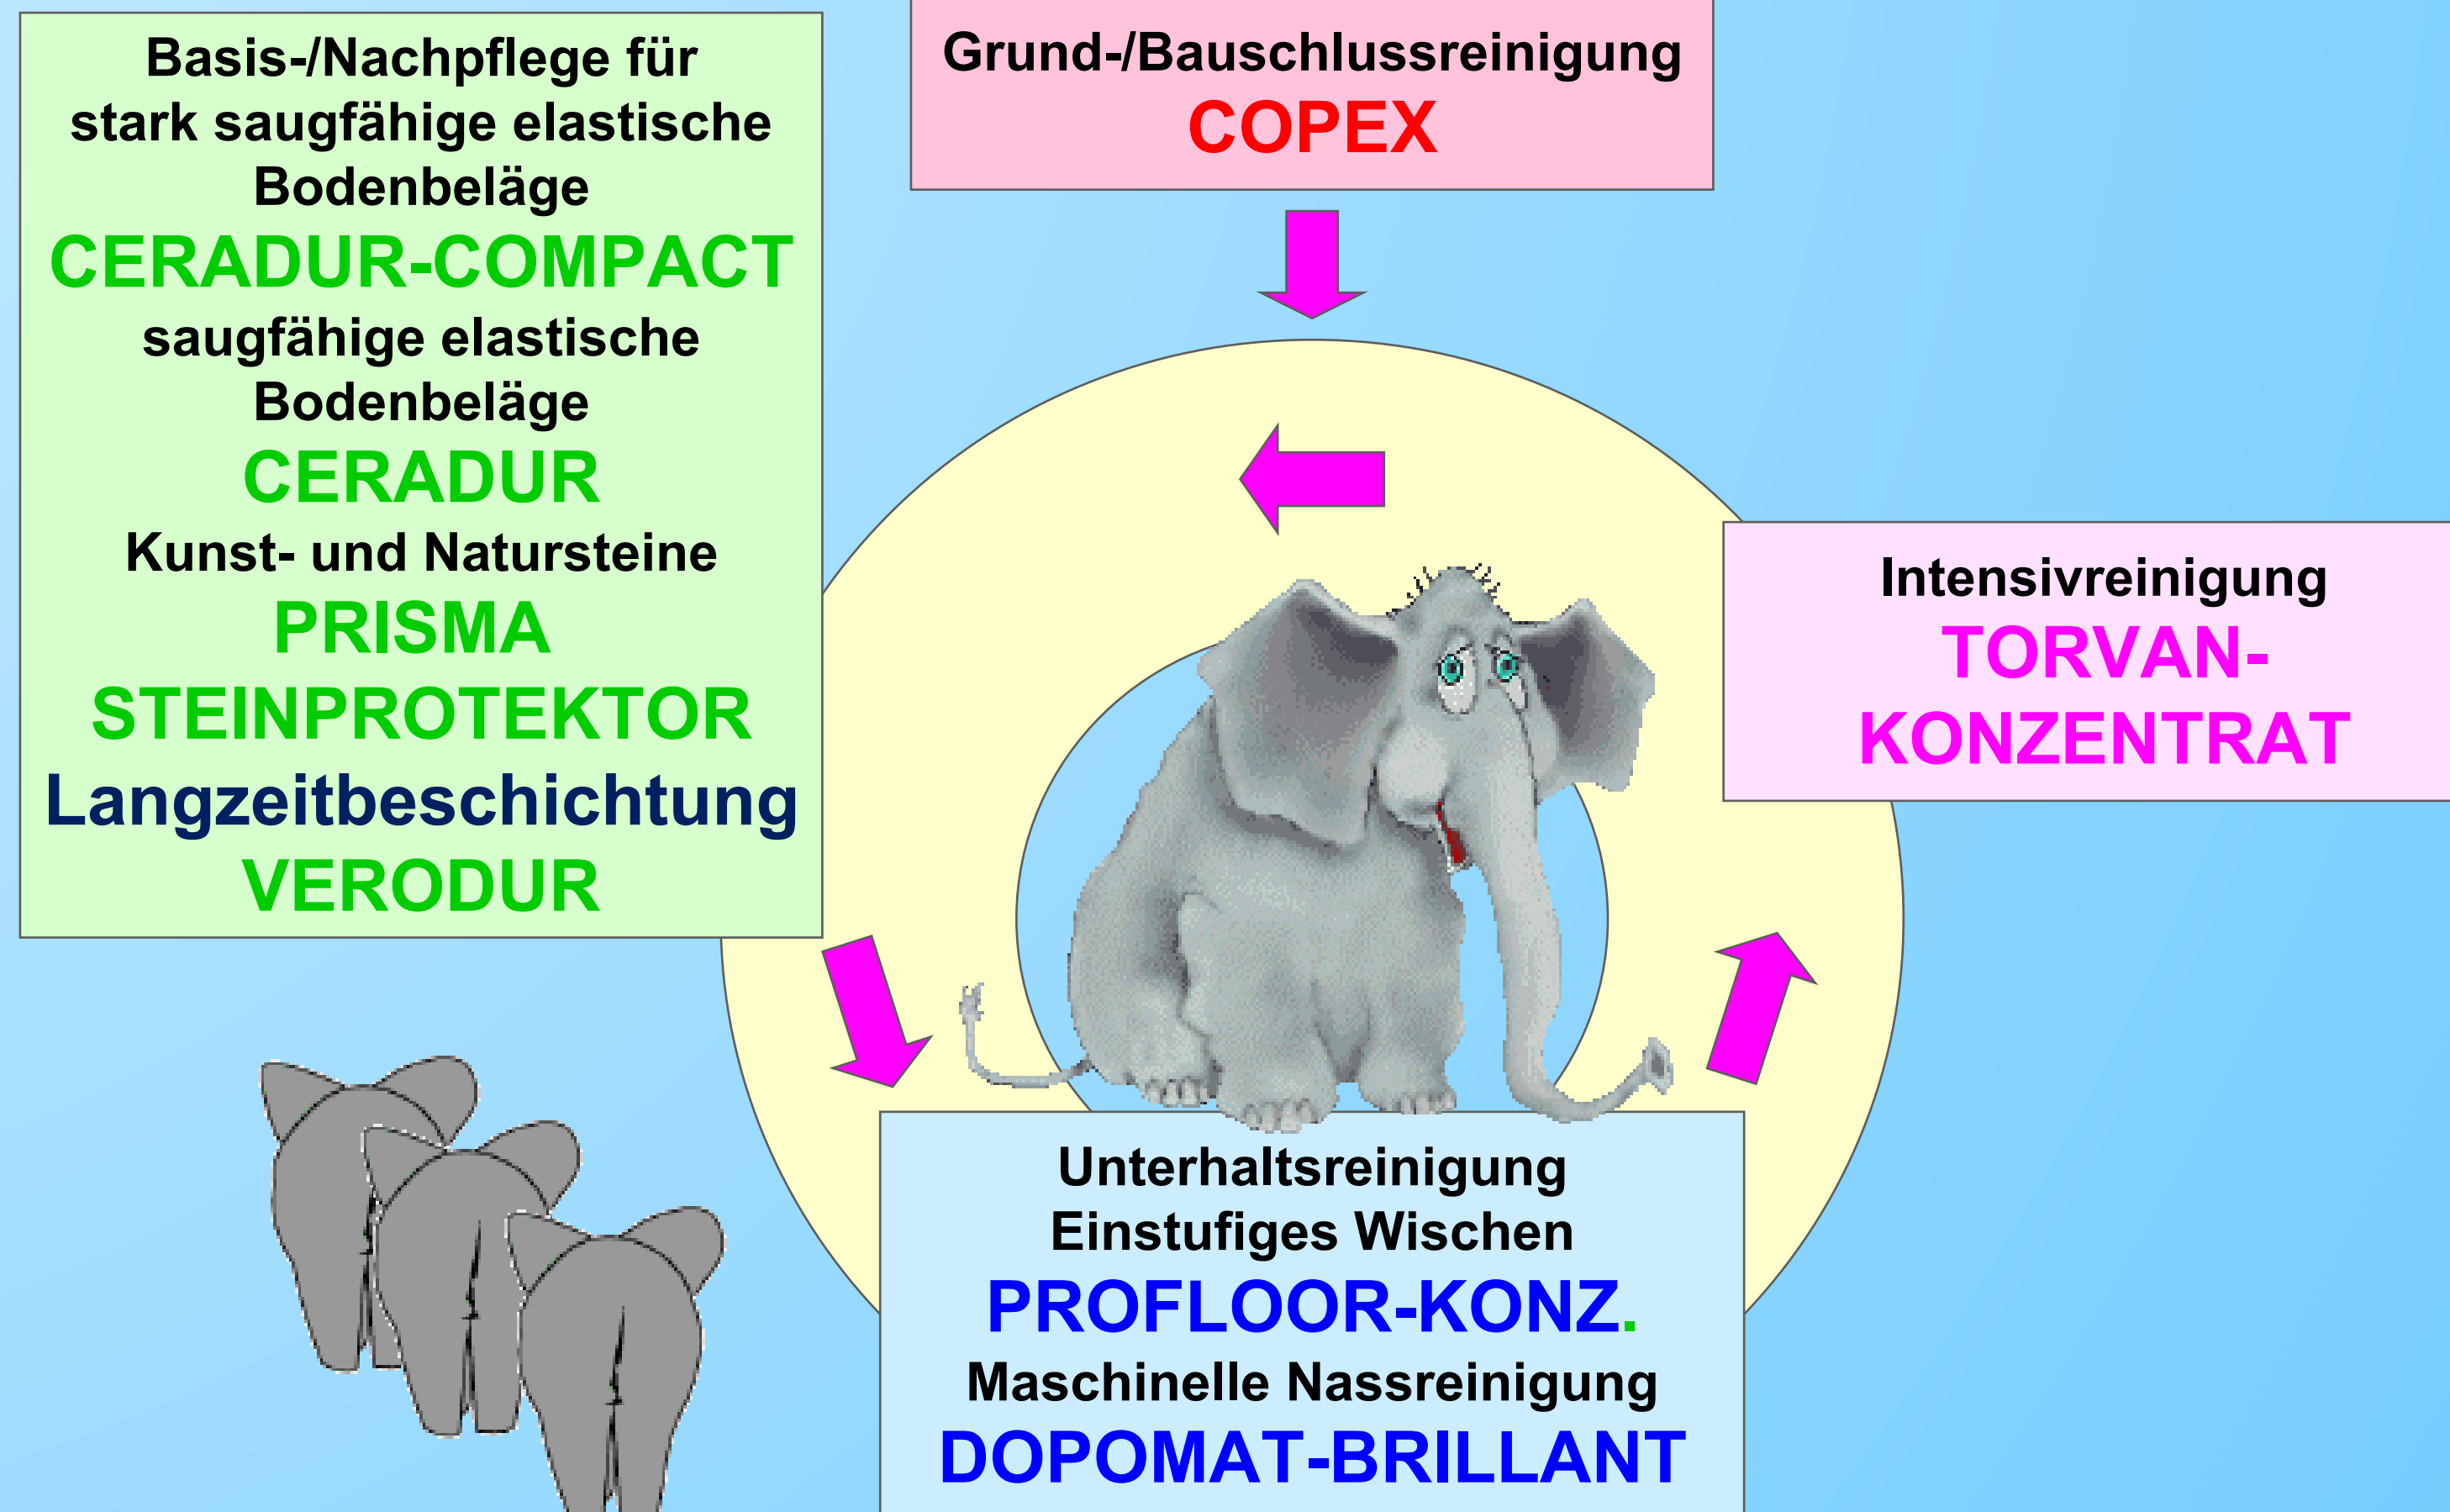 Basis-/Nachpflege für
stark saugfähige elastische
Bodenbeläge
CERADUR-COMPACT
saugfähige elastische
Bodenbeläge
CERADUR
Kunst- und Natursteine
PRISMA
STEINPROTEKTOR
Langzeitbeschichtung
VERODUR
Grund-/Bauschlussreinigung
COPEX
Intensivreinigung
TORVAN-
KONZENTRAT
Unterhaltsreinigung
Einstufiges Wischen
PROFLOOR-KONZ.
Maschinelle Nassreinigung
DOPOMAT-BRILLANT